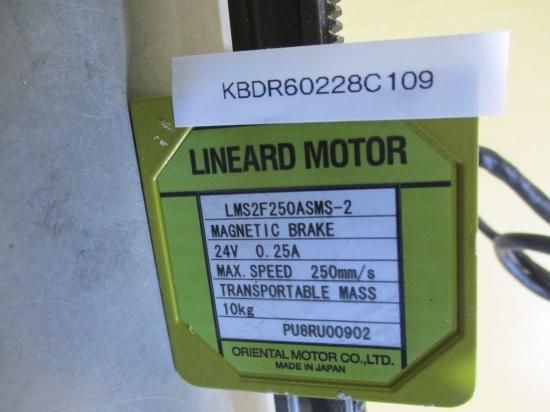 KBDR60228C109
LINEARD MOTOR
LMS2F250ASMS-2
MAGNETIC BRAKE
24V 0.25A
MAX. SPEED 250mm/s
TRANSPORTABLE MASS
10kg
PU8RU00902
ORIENTAL MOTOR CO., LTD.
MADE IN JAPAN